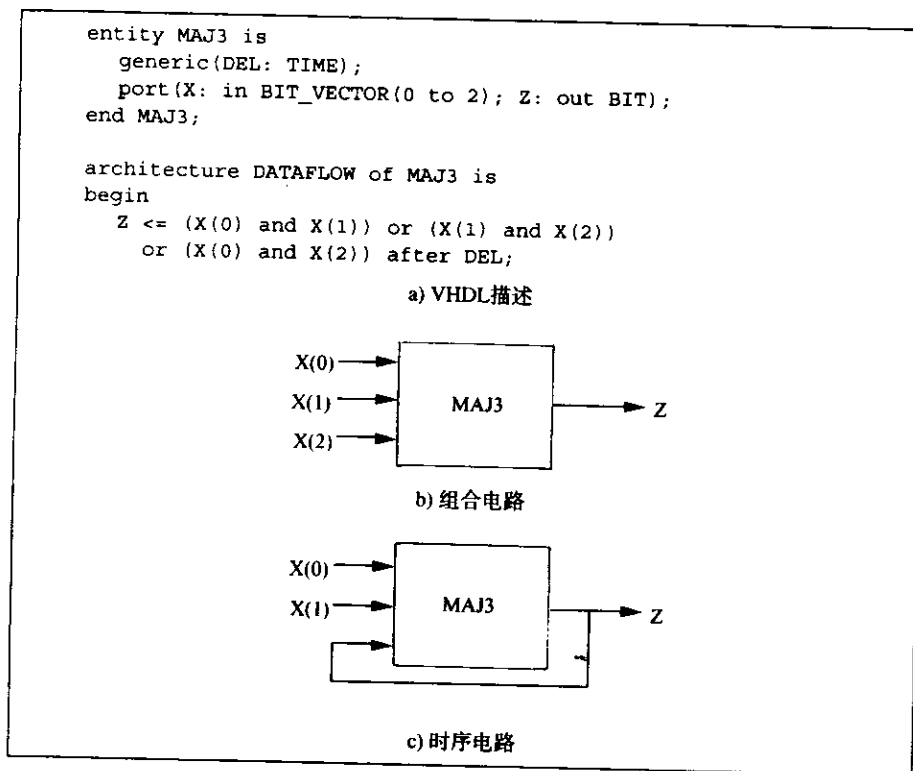 entity MAJ3 is
generic(DEL: TIME);
port(X: in BIT_VECTOR(0 to 2); Z: out BIT);
end MAJ3;
architecture DATAFLOW of MAJ3 is
begin
Z <= (X(0) and X(1)) or (X(1) and X(2))
or (X(0) and X(2)) after DEL;
a) VHDL描述
X(0)
X(1)
X(2)
MAJ3
Z
b) 组合电路
X(0)
X(1)
MAJ3
Z
c) 时序电路